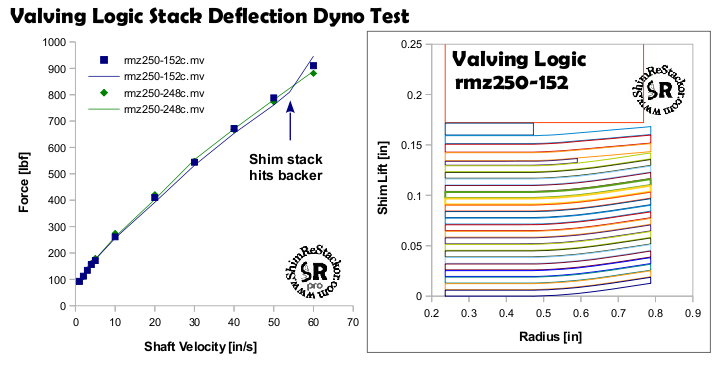 Valving Logic Stack Deflection Dyno Test
1000
900
800
700
600
500
400
300
200
100
0
0 10 20 30 40 50 60 70
Force [lbf]
Shaft Velocity [in/s]
rmz250-152c.mv
rmz250-152c.mv
rmz250-248c.mv
rmz250-248c.mv
Shim stack
hits backer
www.ShimReStackor.com
SR
pro
Valving Logic
rmz250-152
www.ShimReStackor.com
SR
0.25
0.2
0.15
0.1
0.05
0
0.2 0.3 0.4 0.5 0.6 0.7 0.8 0.9
Shim Lift [in]
Radius [in]